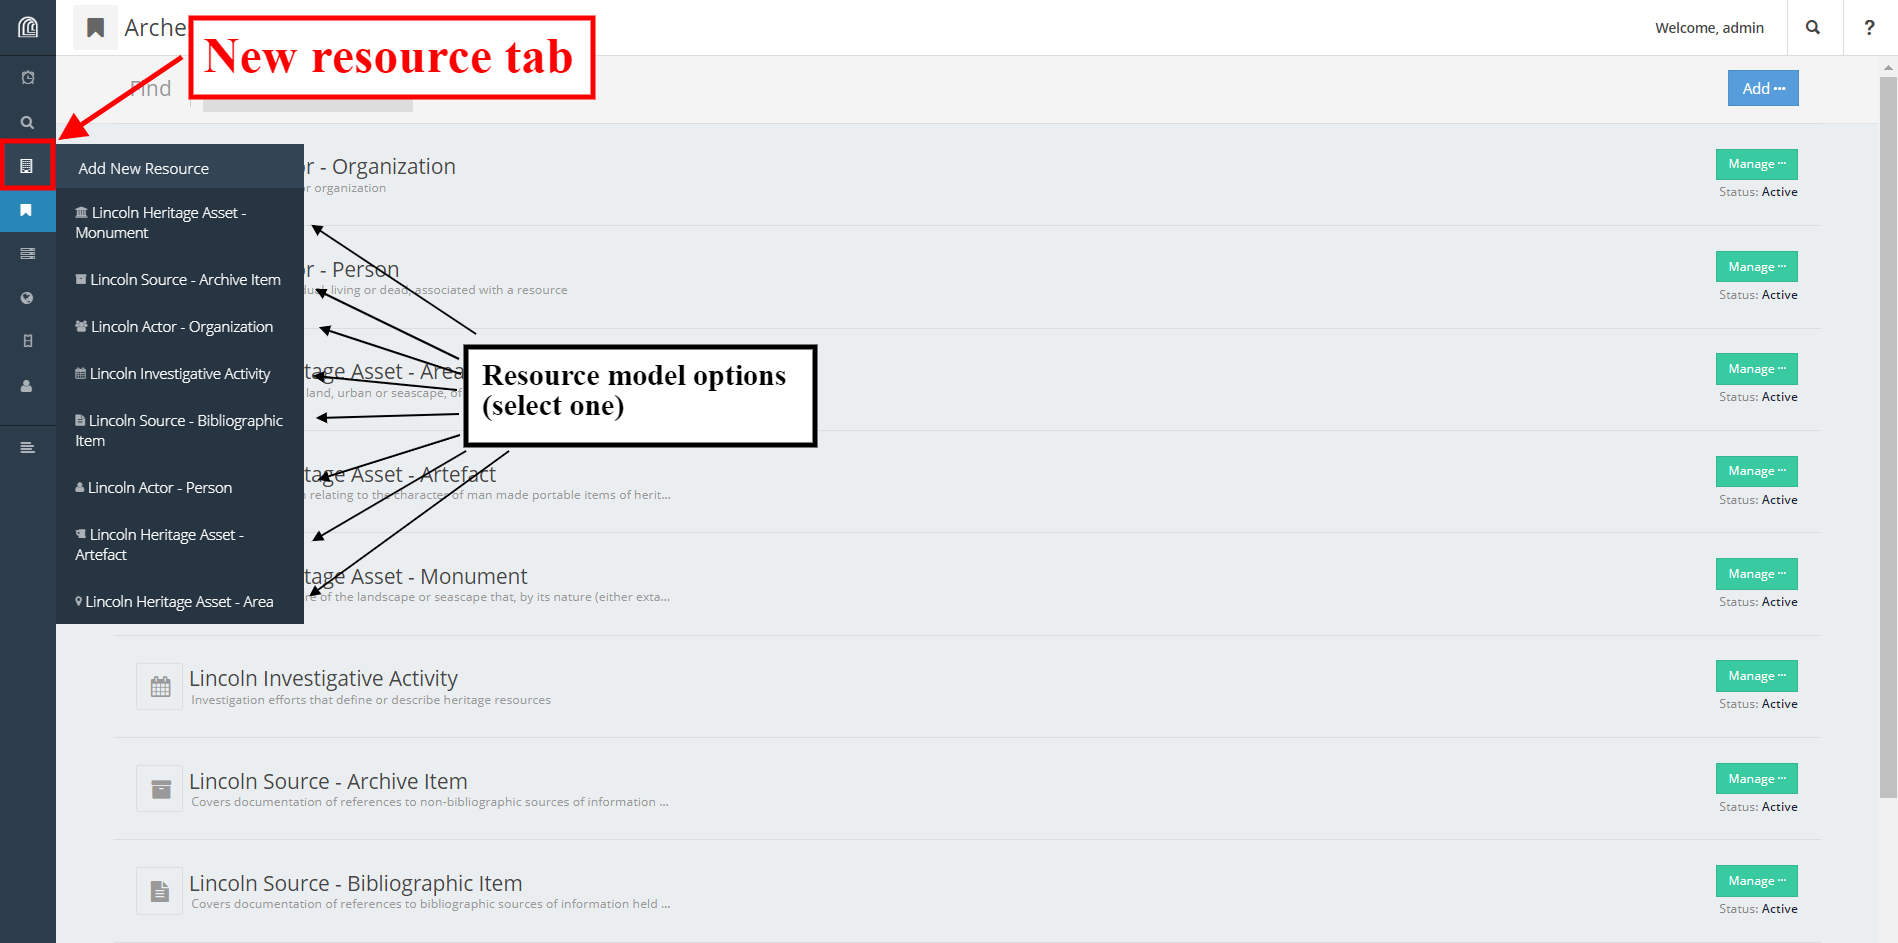 Arche
Welcome, admin
?
New resource tab
Find
Add ···
Add New Resource
Lincoln Heritage Asset -
Monument
Lincoln Source - Archive Item
Lincoln Actor - Organization
Lincoln Investigative Activity
Lincoln Source - Bibliographic
Item
Lincoln Actor - Person
Lincoln Heritage Asset -
Artefact
Lincoln Heritage Asset - Area
Resource model options
(select one)
r - Organization
r organization
Manage ···
Status: Active
r - Person
dual, living or dead, associated with a resource
Manage ···
Status: Active
tage Asset - Area
land, urban or seascape, of
Manage ···
Status: Active
tage Asset - Artefact
relating to the character of man made portable items of herit...
Manage ···
Status: Active
tage Asset - Monument
re of the landscape or seascape that, by its nature (either exta...
Manage ···
Status: Active
Lincoln Investigative Activity
Investigation efforts that define or describe heritage resources
Manage ···
Status: Active
Lincoln Source - Archive Item
Covers documentation of references to non-bibliographic sources of information ...
Manage ···
Status: Active
Lincoln Source - Bibliographic Item
Covers documentation of references to bibliographic sources of information held ...
Manage ···
Status: Active